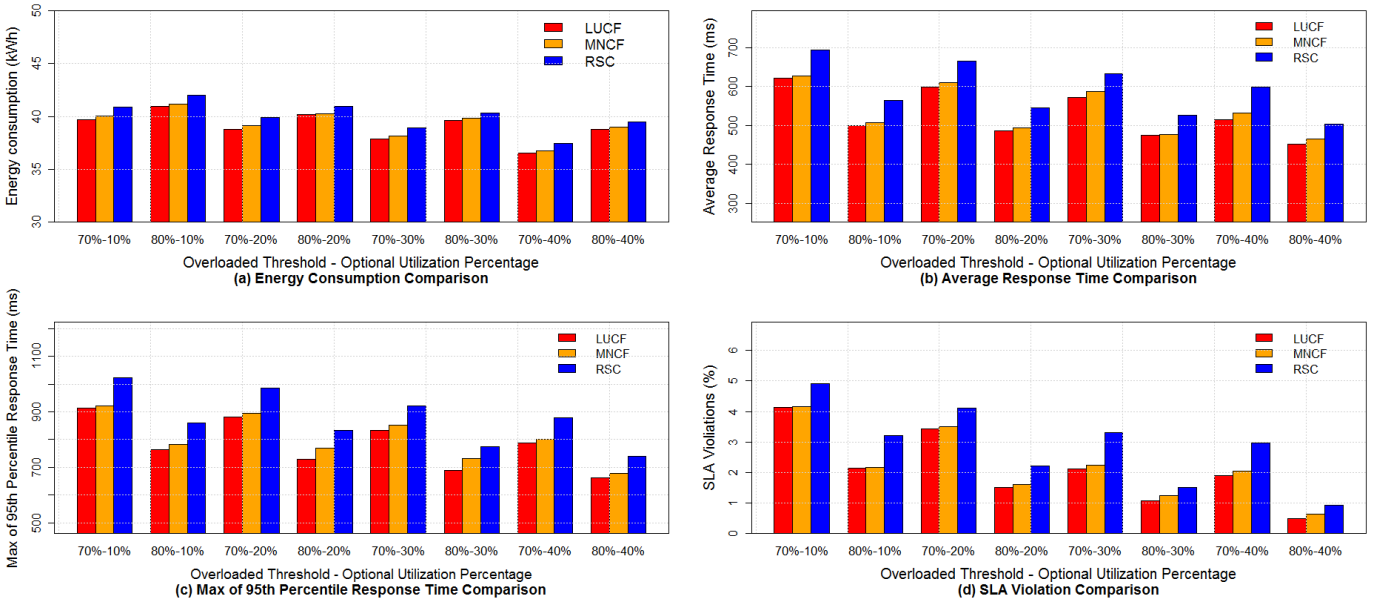 Energy consumption (kWh)
50
45
40
35
30
LUCF
MNCF
RSC
70%-10% 80%-10% 70%-20% 80%-20% 70%-30% 80%-30% 70%-40% 80%-40%
Overloaded Threshold - Optional Utilization Percentage
(a) Energy Consumption Comparison
Average Response Time (ms)
700
600
500
400
300
LUCF
MNCF
RSC
70%-10% 80%-10% 70%-20% 80%-20% 70%-30% 80%-30% 70%-40% 80%-40%
Overloaded Threshold - Optional Utilization Percentage
(b) Average Response Time Comparison
Max of 95th Percentile Response Time (ms)
1100
900
700
500
LUCF
MNCF
RSC
70%-10% 80%-10% 70%-20% 80%-20% 70%-30% 80%-30% 70%-40% 80%-40%
Overloaded Threshold - Optional Utilization Percentage
(c) Max of 95th Percentile Response Time Comparison
SLA Violiations (%)
6
5
4
3
2
1
0
LUCF
MNCF
RSC
70%-10% 80%-10% 70%-20% 80%-20% 70%-30% 80%-30% 70%-40% 80%-40%
Overloaded Threshold - Optional Utilization Percentage
(d) SLA Violation Comparison